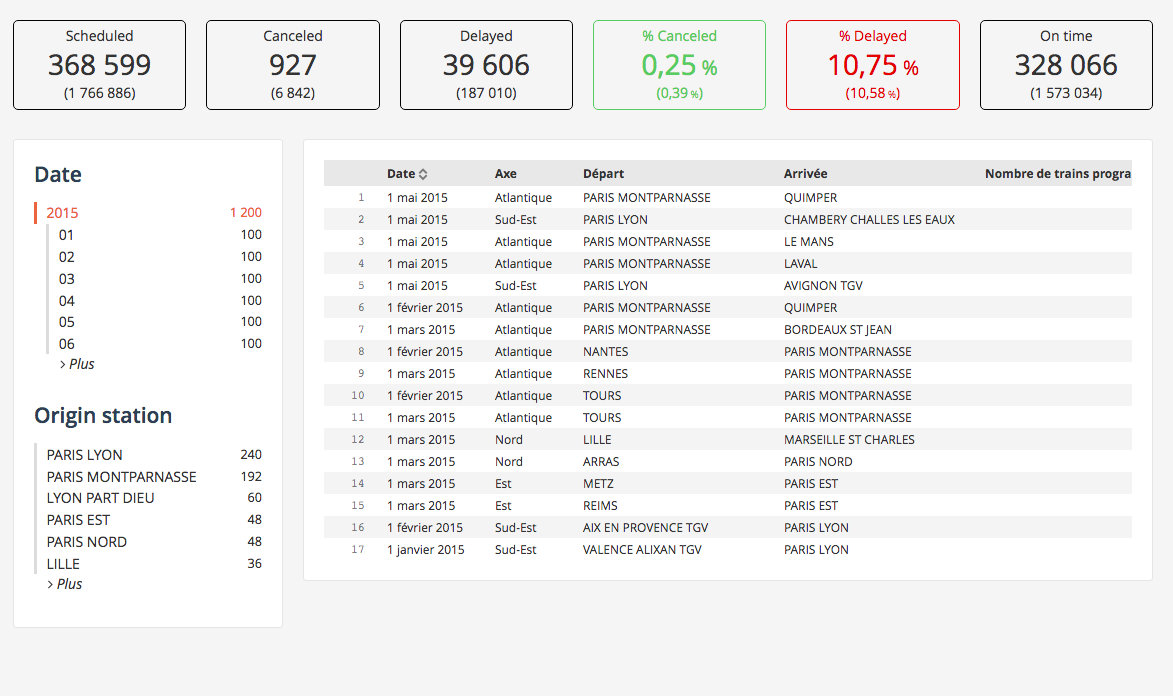 Scheduled
368 599
(1 766 886)
Canceled
927
(6 842)
Delayed
39 606
(187 010)
% Canceled
0,25 %
(0,39 %)
% Delayed
10,75 %
(10,58 %)
On time
328 066
(1 573 034)
Date
2015 1 200
01 100
02 100
03 100
04 100
05 100
06 100
> Plus
Origin station
PARIS LYON 240
PARIS MONTPARNASSE 192
LYON PART DIEU 60
PARIS EST 48
PARIS NORD 48
LILLE 36
> Plus
Date Axe Départ Arrivée Nombre de trains progra
1 1 mai 2015 Atlantique PARIS MONTPARNASSE QUIMPER
2 1 mai 2015 Sud-Est PARIS LYON CHAMBERY CHALLES LES EAUX
3 1 mai 2015 Atlantique PARIS MONTPARNASSE LE MANS
4 1 mai 2015 Atlantique PARIS MONTPARNASSE LAVAL
5 1 mai 2015 Sud-Est PARIS LYON AVIGNON TGV
6 1 février 2015 Atlantique PARIS MONTPARNASSE QUIMPER
7 1 mars 2015 Atlantique PARIS MONTPARNASSE BORDEAUX ST JEAN
8 1 février 2015 Atlantique NANTES PARIS MONTPARNASSE
9 1 mars 2015 Atlantique RENNES PARIS MONTPARNASSE
10 1 février 2015 Atlantique TOURS PARIS MONTPARNASSE
11 1 mars 2015 Atlantique TOURS PARIS MONTPARNASSE
12 1 mars 2015 Nord LILLE MARSEILLE ST CHARLES
13 1 mars 2015 Nord ARRAS PARIS NORD
14 1 mars 2015 Est METZ PARIS EST
15 1 mars 2015 Est REIMS PARIS EST
16 1 février 2015 Sud-Est AIX EN PROVENCE TGV PARIS LYON
17 1 janvier 2015 Sud-Est VALENCE ALIXAN TGV PARIS LYON